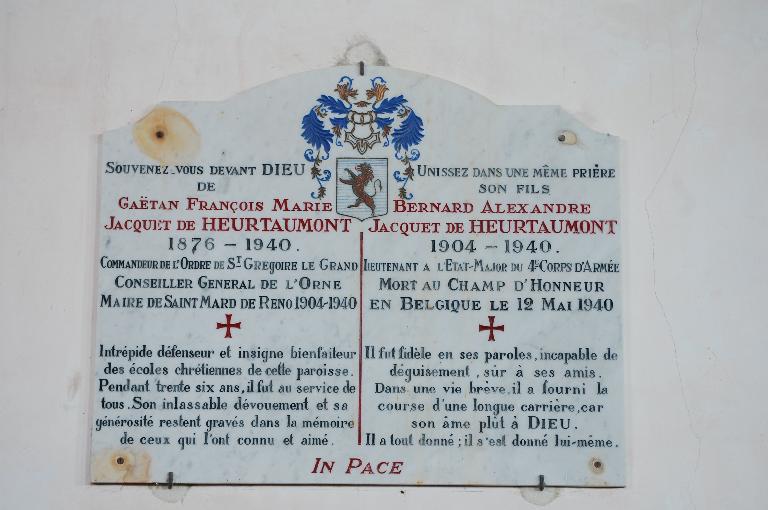 SOUVENEZ-VOUS DEVANT DIEU
DE
GAËTAN FRANÇOIS MARIE
JACQUET DE HEURTAUMONT
1876 - 1940.
COMMANDEUR DE L'ORDRE DE ST GREGOIRE LE GRAND
CONSEILLER GENERAL DE L'ORNE
MAIRE DE SAINT MARD DE RENO 1904-1940
Intrépide défenseur et insigne bienfaiteur
des écoles chrétiennes de cette paroisse.
Pendant trente six ans, il fut au service de
tous. Son inlassable dévouement et sa
générosité restent gravés dans la mémoire
de ceux qui l'ont connu et aimé.
UNISSEZ DANS UNE MÊME PRIÈRE
SON FILS
BERNARD ALEXANDRE
JACQUET DE HEURTAUMONT
1904 - 1940.
LIEUTENANT A L'ETAT-MAJOR DU 4E CORPS D'ARMÉE
MORT AU CHAMP D'HONNEUR
EN BELGIQUE LE 12 MAI 1940
Il fut fidèle en ses paroles, incapable de
déguisement, sûr à ses amis.
Dans une vie brève, il a fourni la
course d'une longue carrière, car
son âme plût à DIEU.
Il a tout donné ; il s'est donné lui-même.
IN PACE